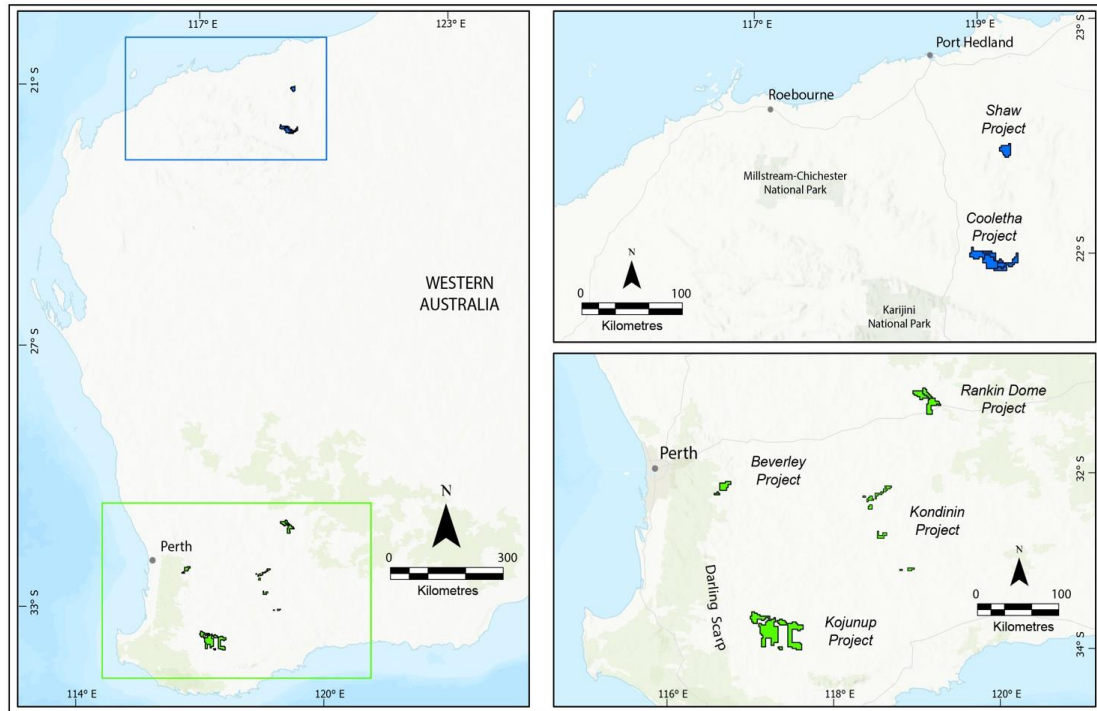 117° E
123° E
21° S
WESTERN
AUSTRALIA
27° S
N
0
300
Kilometres
Perth
33° S
114° E
120° E
117° E
119° E
23° S
Port Hedland
Roebourne
Shaw
Project
Millstream-Chichester
National Park
Cooletha
Project
22° S
N
0
100
Kilometres
Karijini
National Park
Rankin Dome
Project
Perth
Beverley
Project
32° S
Kondinin
Project
N
0
100
Kilometres
Darling Scarp
Kojunup
Project
34° S
116° E
118° E
120° E